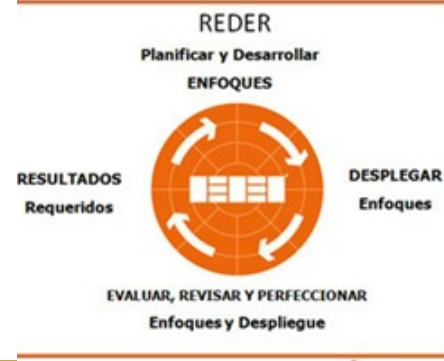 REDER
Planificar y Desarrollar
ENFOQUES
RESULTADOS
Requeridos
DESPLEGAR
Enfoques
EVALUAR, REVISAR Y PERFECCIONAR
Enfoques y Despliegue